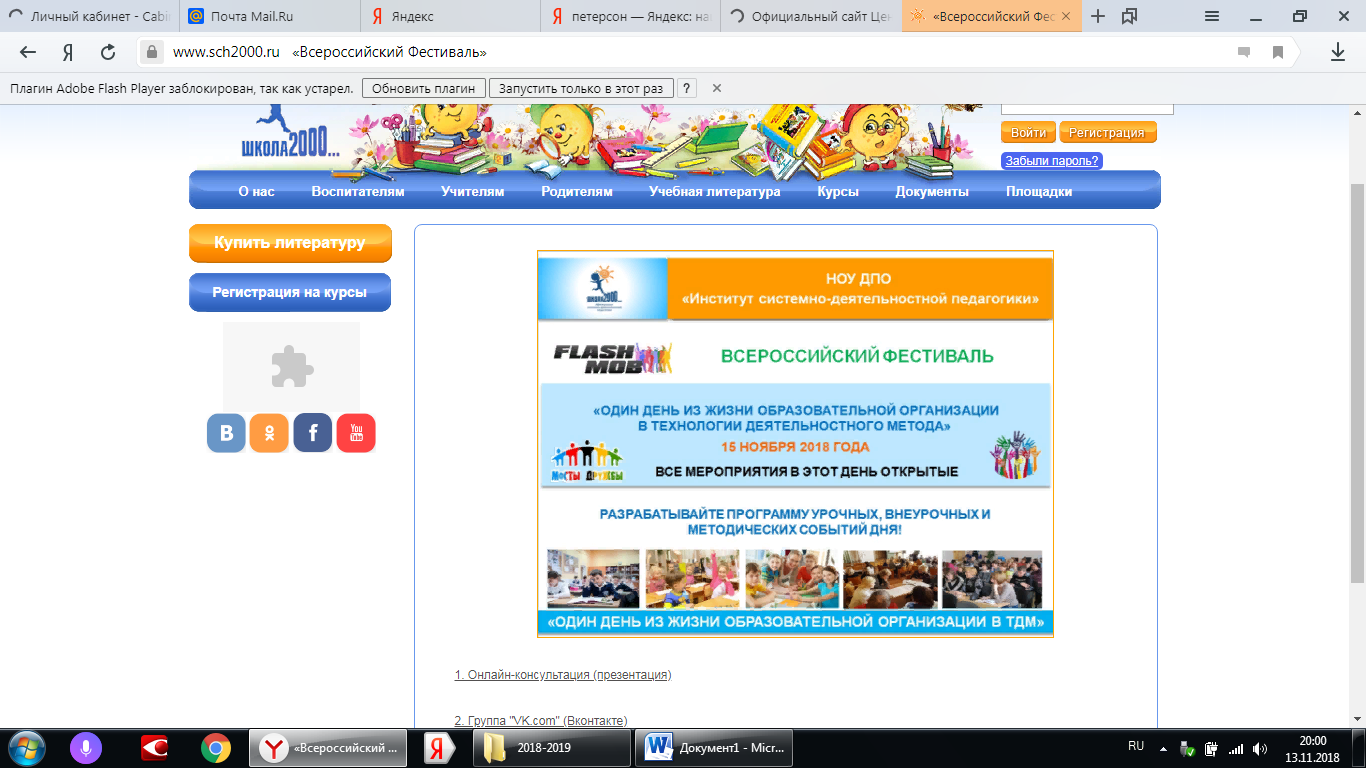 Личный кабинет - Cabi
Почта Mail.Ru
Яндекс
петерсон — Яндекс: на
Официальный сайт Цен
«Всероссийский Фес
www.sch2000.ru «Всероссийский Фестиваль»
Плагин Adobe Flash Player заблокирован, так как устарел.
Обновить плагин
Запустить только в этот раз
?
школа2000...
Войти
Регистрация
Забыли пароль?
О нас
Воспитателям
Учителям
Родителям
Учебная литература
Курсы
Документы
Площадки
Купить литературу
Регистрация на курсы
You Tube
школа2000...
НОУ ДПО
«Институт системно-деятельностной педагогики»
FLASH
MOB
ВСЕРОССИЙСКИЙ ФЕСТИВАЛЬ
«ОДИН ДЕНЬ ИЗ ЖИЗНИ ОБРАЗОВАТЕЛЬНОЙ ОРГАНИЗАЦИИ
В ТЕХНОЛОГИИ ДЕЯТЕЛЬНОСТНОГО МЕТОДА»
15 НОЯБРЯ 2018 ГОДА
ВСЕ МЕРОПРИЯТИЯ В ЭТОТ ДЕНЬ ОТКРЫТЫЕ
МОСТЫ ДРУЖБЫ
РАЗРАБАТЫВАЙТЕ ПРОГРАММУ УРОЧНЫХ, ВНЕУРОЧНЫХ И
МЕТОДИЧЕСКИХ СОБЫТИЙ ДНЯ!
«ОДИН ДЕНЬ ИЗ ЖИЗНИ ОБРАЗОВАТЕЛЬНОЙ ОРГАНИЗАЦИИ В ТДМ»
1. Онлайн-консультация (презентация)
2. Группа "VK.com" (Вконтакте)
«Всероссийский ...
2018-2019
Документ1 - Micr...
RU
20:00
13.11.2018